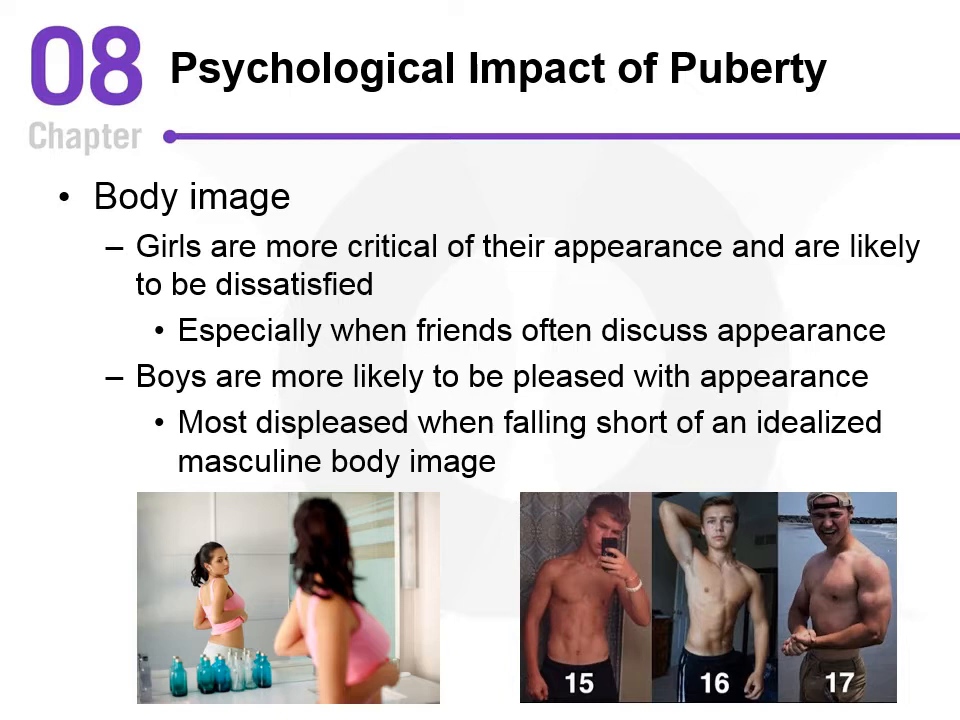 08
Chapter
Psychological Impact of Puberty
• Body image
– Girls are more critical of their appearance and are likely
to be dissatisfied
• Especially when friends often discuss appearance
– Boys are more likely to be pleased with appearance
• Most displeased when falling short of an idealized
masculine body image
15 16 17